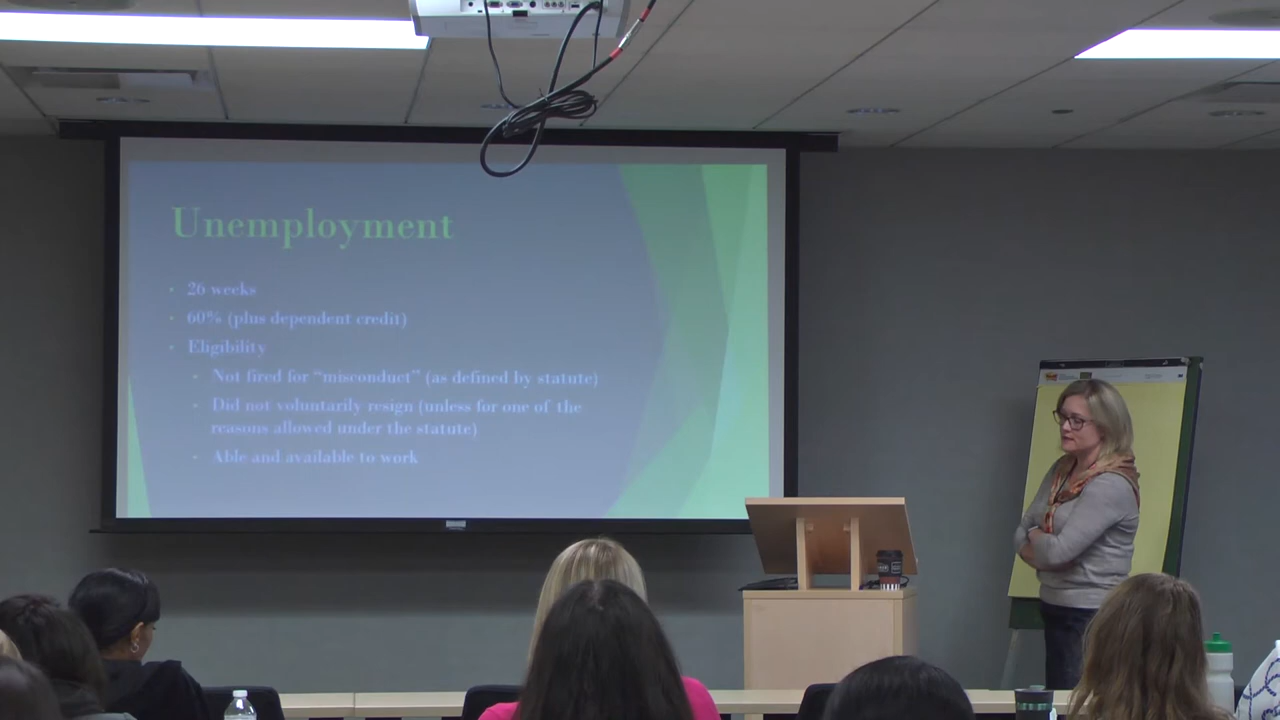 Unemployment
• 26 weeks
• 60% (plus dependent credit)
• Eligibility
• Not fired for “misconduct” (as defined by statute)
• Did not voluntarily resign (unless for one of the
reasons allowed under the statute)
• Able and available to work